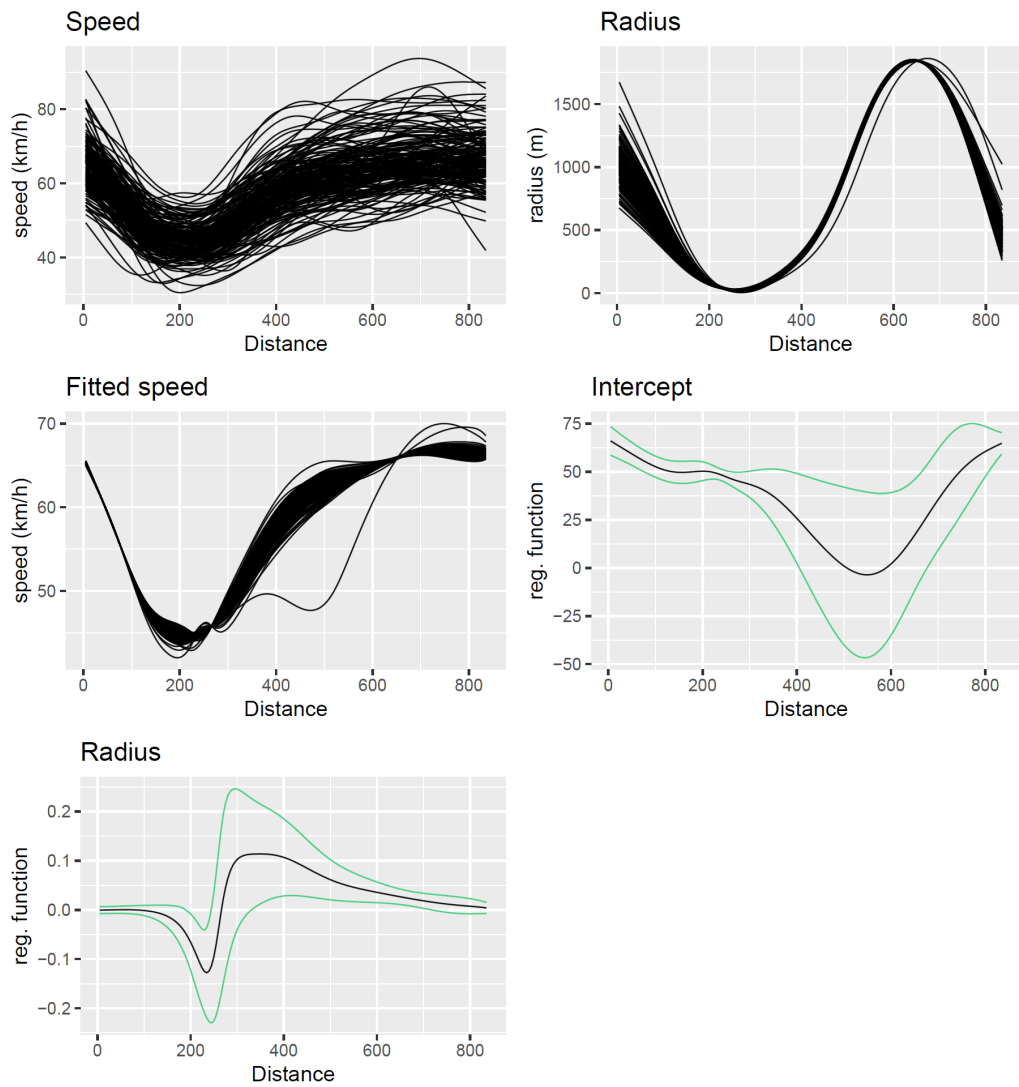 Speed
speed (km/h)
80
60
40
0 200 400 600 800
Distance
Radius
radius (m)
1500
1000
500
0
0 200 400 600 800
Distance
Fitted speed
speed (km/h)
70
60
50
0 200 400 600 800
Distance
Intercept
reg. function
75
50
25
0
−25
−50
0 200 400 600 800
Distance
Radius
reg. function
0.2
0.1
0.0
−0.1
−0.2
0 200 400 600 800
Distance